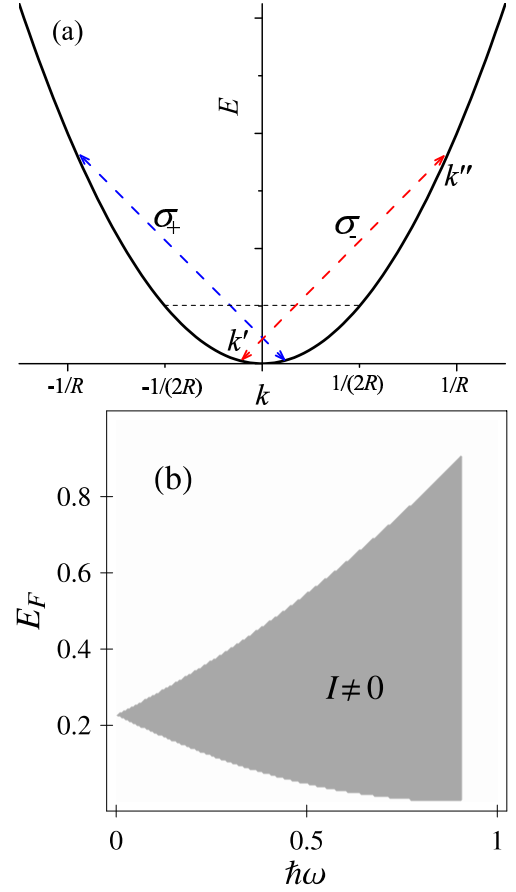 (a)
E
σ+
σ-
k″
k′
-1/R
-1/(2R)
k
1/(2R)
1/R
(b)
0.8
0.6
E_F
0.4
I≠0
0.2
0
0.5
1
ħω